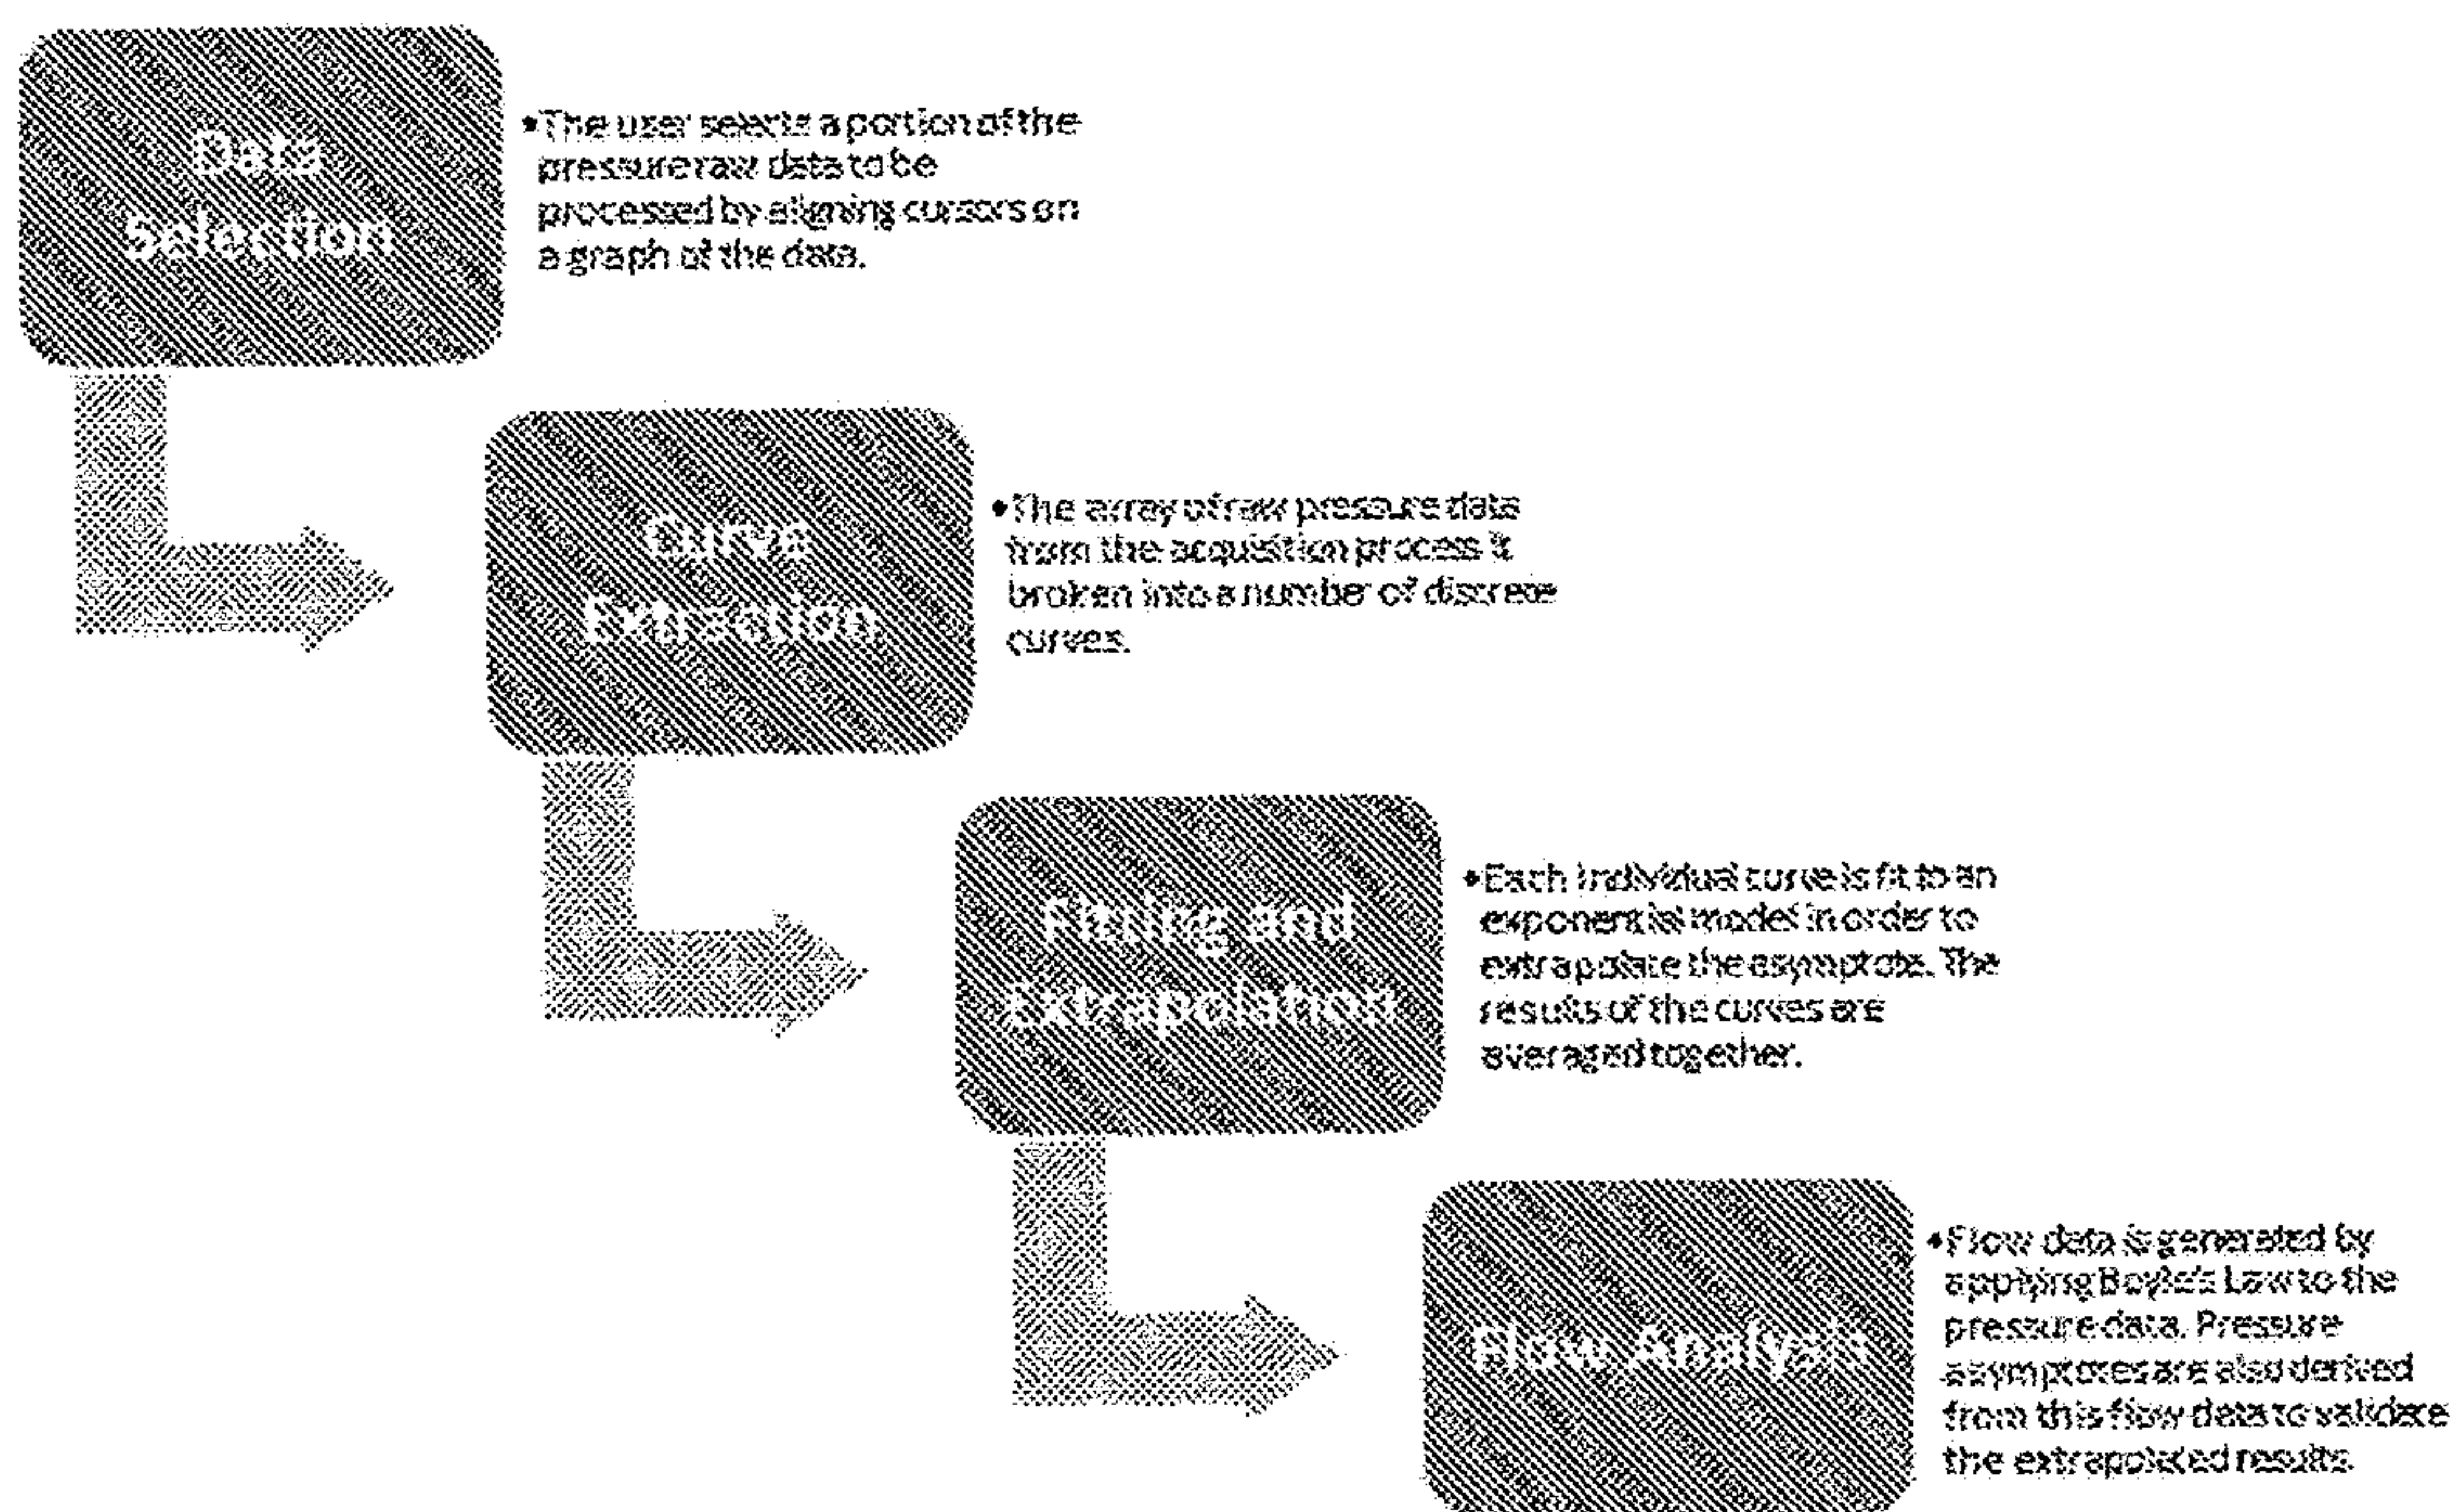 Data
Selection
•The user selects a portion of the
pressure raw data to be
processed by aligning cursors on
a graph of the data.
Curve
Extraction
•The array of raw pressure data
from the acquisition process it
broken into a number of discrete
curves.
Fitting and
Extrapolation
•Each individual curve is fit to an
exponential model in order to
extrapolate the asymptote. The
results of the curves are
averaged together.
Flow Analysis
•Flow data is generated by
applying Boyle's Law to the
pressure data. Pressure
asymptotes are also derived
from this flow data to validate
the extrapolated results.